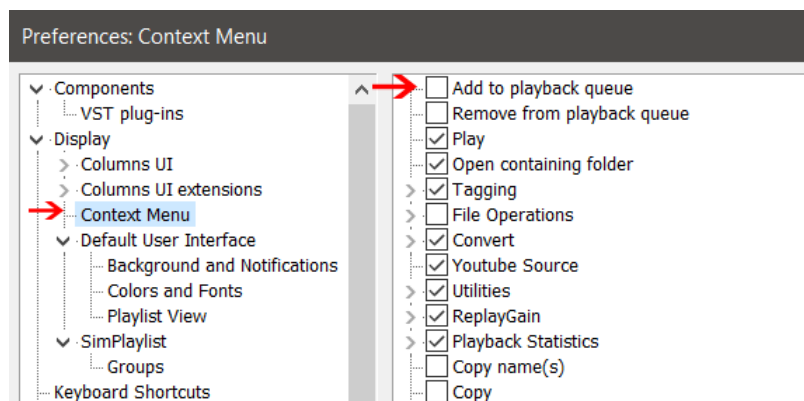 Preferences: Context Menu
Components
VST plug-ins
Display
Columns UI
Columns UI extensions
Context Menu
Default User Interface
Background and Notifications
Colors and Fonts
Playlist View
SimPlaylist
Groups
Keyboard Shortcuts
Add to playback queue
Remove from playback queue
Play
Open containing folder
Tagging
File Operations
Convert
Youtube Source
Utilities
ReplayGain
Playback Statistics
Copy name(s)
Copy